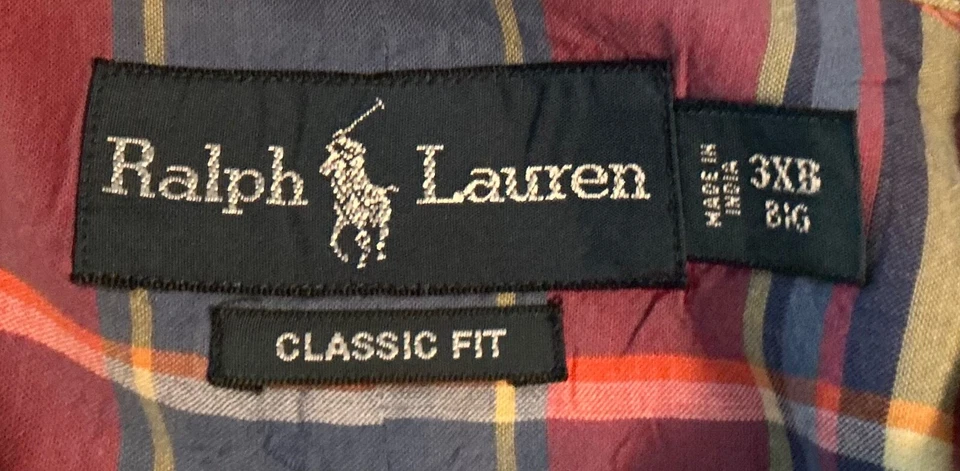 Ralph Lauren
MADE IN
INDIA
3XB
BIG
CLASSIC FIT